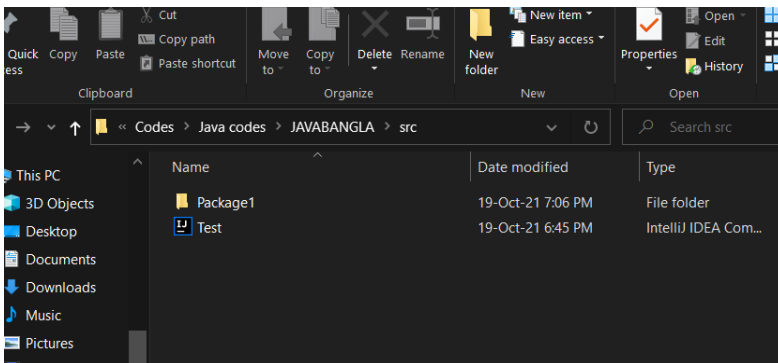 Cut
Copy path
Paste shortcut
Quick
cess
Copy
Paste
Move
to
Copy
to
Delete
Rename
New
folder
New item
Easy access
Properties
Open
Edit
History
Clipboard
Organize
New
Open
« Codes > Java codes > JAVABANGLA > src
Search src
Name
Date modified
Type
This PC
3D Objects
Desktop
Documents
Downloads
Music
Pictures
Package1
19-Oct-21 7:06 PM
File folder
IJ
Test
19-Oct-21 6:45 PM
IntelliJ IDEA Com...